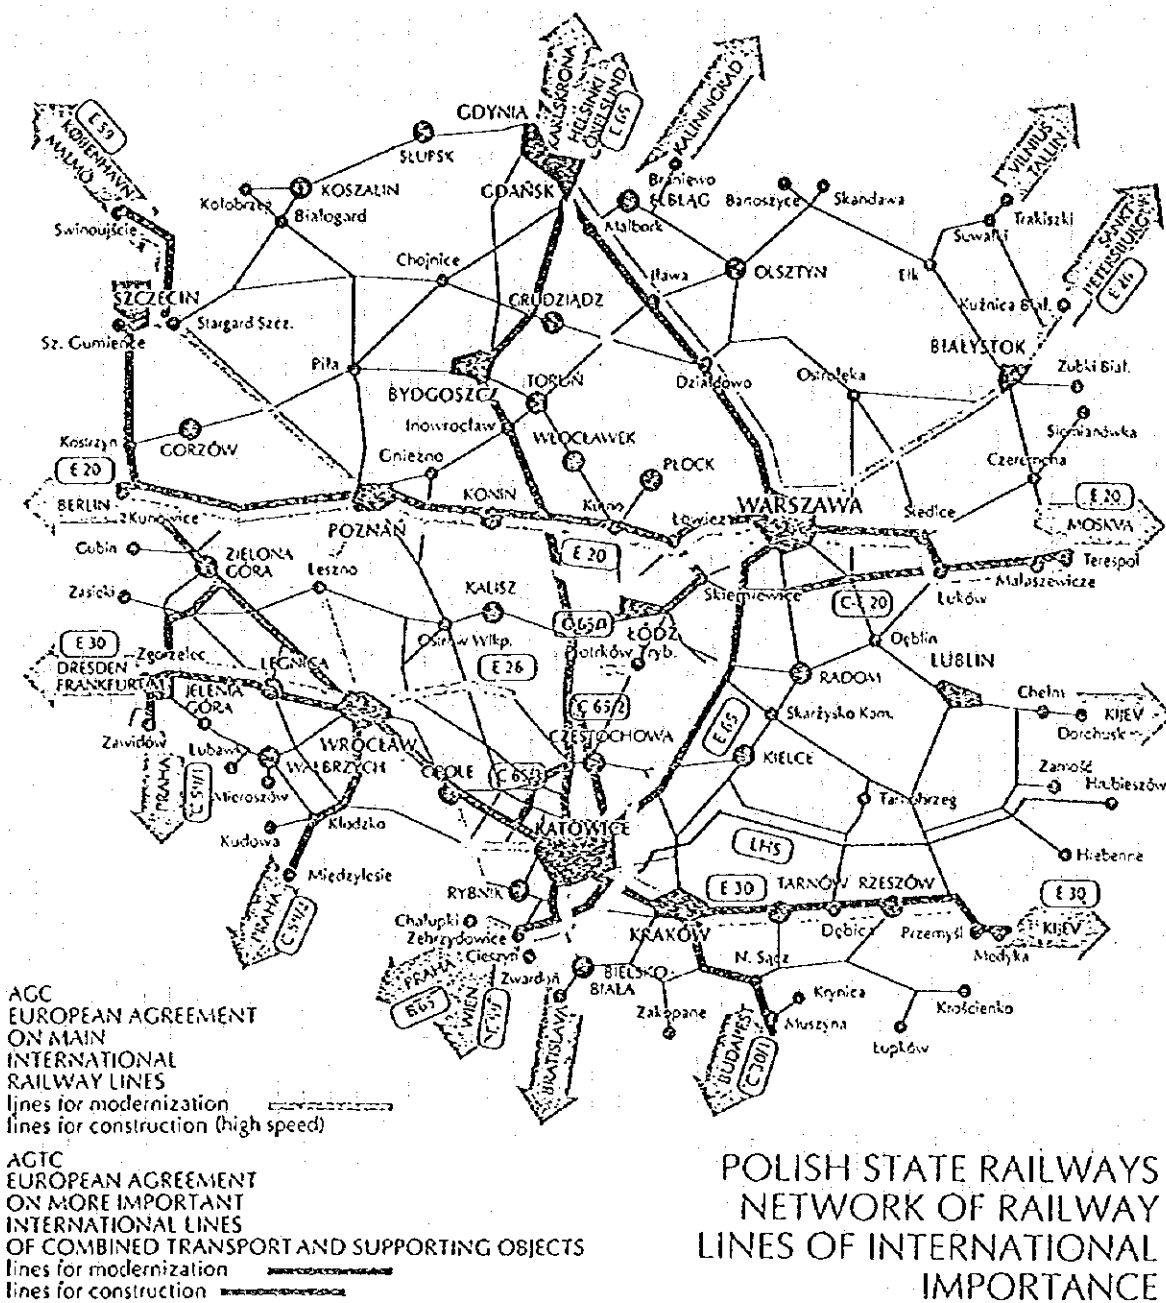 KARLSKRONA
HELSINKI
E 65
KALININGRAD
GDYNIA
E 59
KØBENHAVN
MALMÖ
SŁUPSK
VILNIUS
TALLIN
KOSZALIN
GDAŃSK
Braniewo
ELBLĄG
Skandawa
Kołobrzeg
Białogard
Malbork
Trakiszki
Suwałki
SANKT
PETERSBURG
E 26
Świnoujście
Chojnice
Iława
OLSZTYN
Ełk
Kuźnica Biał.
SZCZECIN
GRUDZIĄDZ
Stargard Szcz.
Sz. Gumieńce
BIAŁYSTOK
Piła
BYDGOSZCZ
TORUŃ
Działdowo
Ostrołęka
Zubki Biał.
Inowrocław
Siemianówka
Kostrzyn
GORZÓW
WŁOCŁAWEK
Gniezno
PŁOCK
Czeremcha
E 20
KONIN
Kutno
WARSZAWA
E 20
BERLIN
Kunowice
POZNAŃ
Łowicz
Siedlce
MOSKVA
Gubin
ZIELONA
GÓRA
Leszno
E 20
Terespol
Małaszewicze
Zasieki
KALISZ
Skierniewice
C-E 20
Łuków
C 65/1
ŁÓDŹ
Dęblin
E 30
Zgorzelec
Ostrów Wlkp.
Piotrków Tryb.
LUBLIN
DRESDEN
FRANKFURT/M
LEGNICA
E 26
RADOM
JELENIA
GÓRA
C 65/2
E 65
Chełm
KIJEV
Dorohusk
Zawidów
Skarżysko Kam.
Lubawka
WROCŁAW
CZĘSTOCHOWA
WAŁBRZYCH
OPOLE
KIELCE
PRAHA
C 59/1
Zamość
Hrubieszów
Mieroszów
Tarnobrzeg
Kłodzko
KATOWICE
Kudowa
LHS
Hrebenne
Międzylesie
RYBNIK
E 30
TARNÓW
RZESZÓW
E 30
PRAHA
C 59/2
Chałupki
Zebrzydowice
KRAKÓW
Dębica
Przemyśl
KIJEV
Medyka
Cieszyn
Zwardoń
BIELSKO
BIAŁA
N. Sącz
PRAHA
WIEN
Krynica
Krościenko
Zakopane
Muszyna
Łupków
BRATISLAVA
BUDAPEST
C 30/1
AGC
EUROPEAN AGREEMENT
ON MAIN
INTERNATIONAL
RAILWAY LINES
lines for modernization
lines for construction (high speed)
AGTC
EUROPEAN AGREEMENT
ON MORE IMPORTANT
INTERNATIONAL LINES
OF COMBINED TRANSPORT AND SUPPORTING OBJECTS
lines for modernization
lines for construction
POLISH STATE RAILWAYS
NETWORK OF RAILWAY
LINES OF INTERNATIONAL
IMPORTANCE